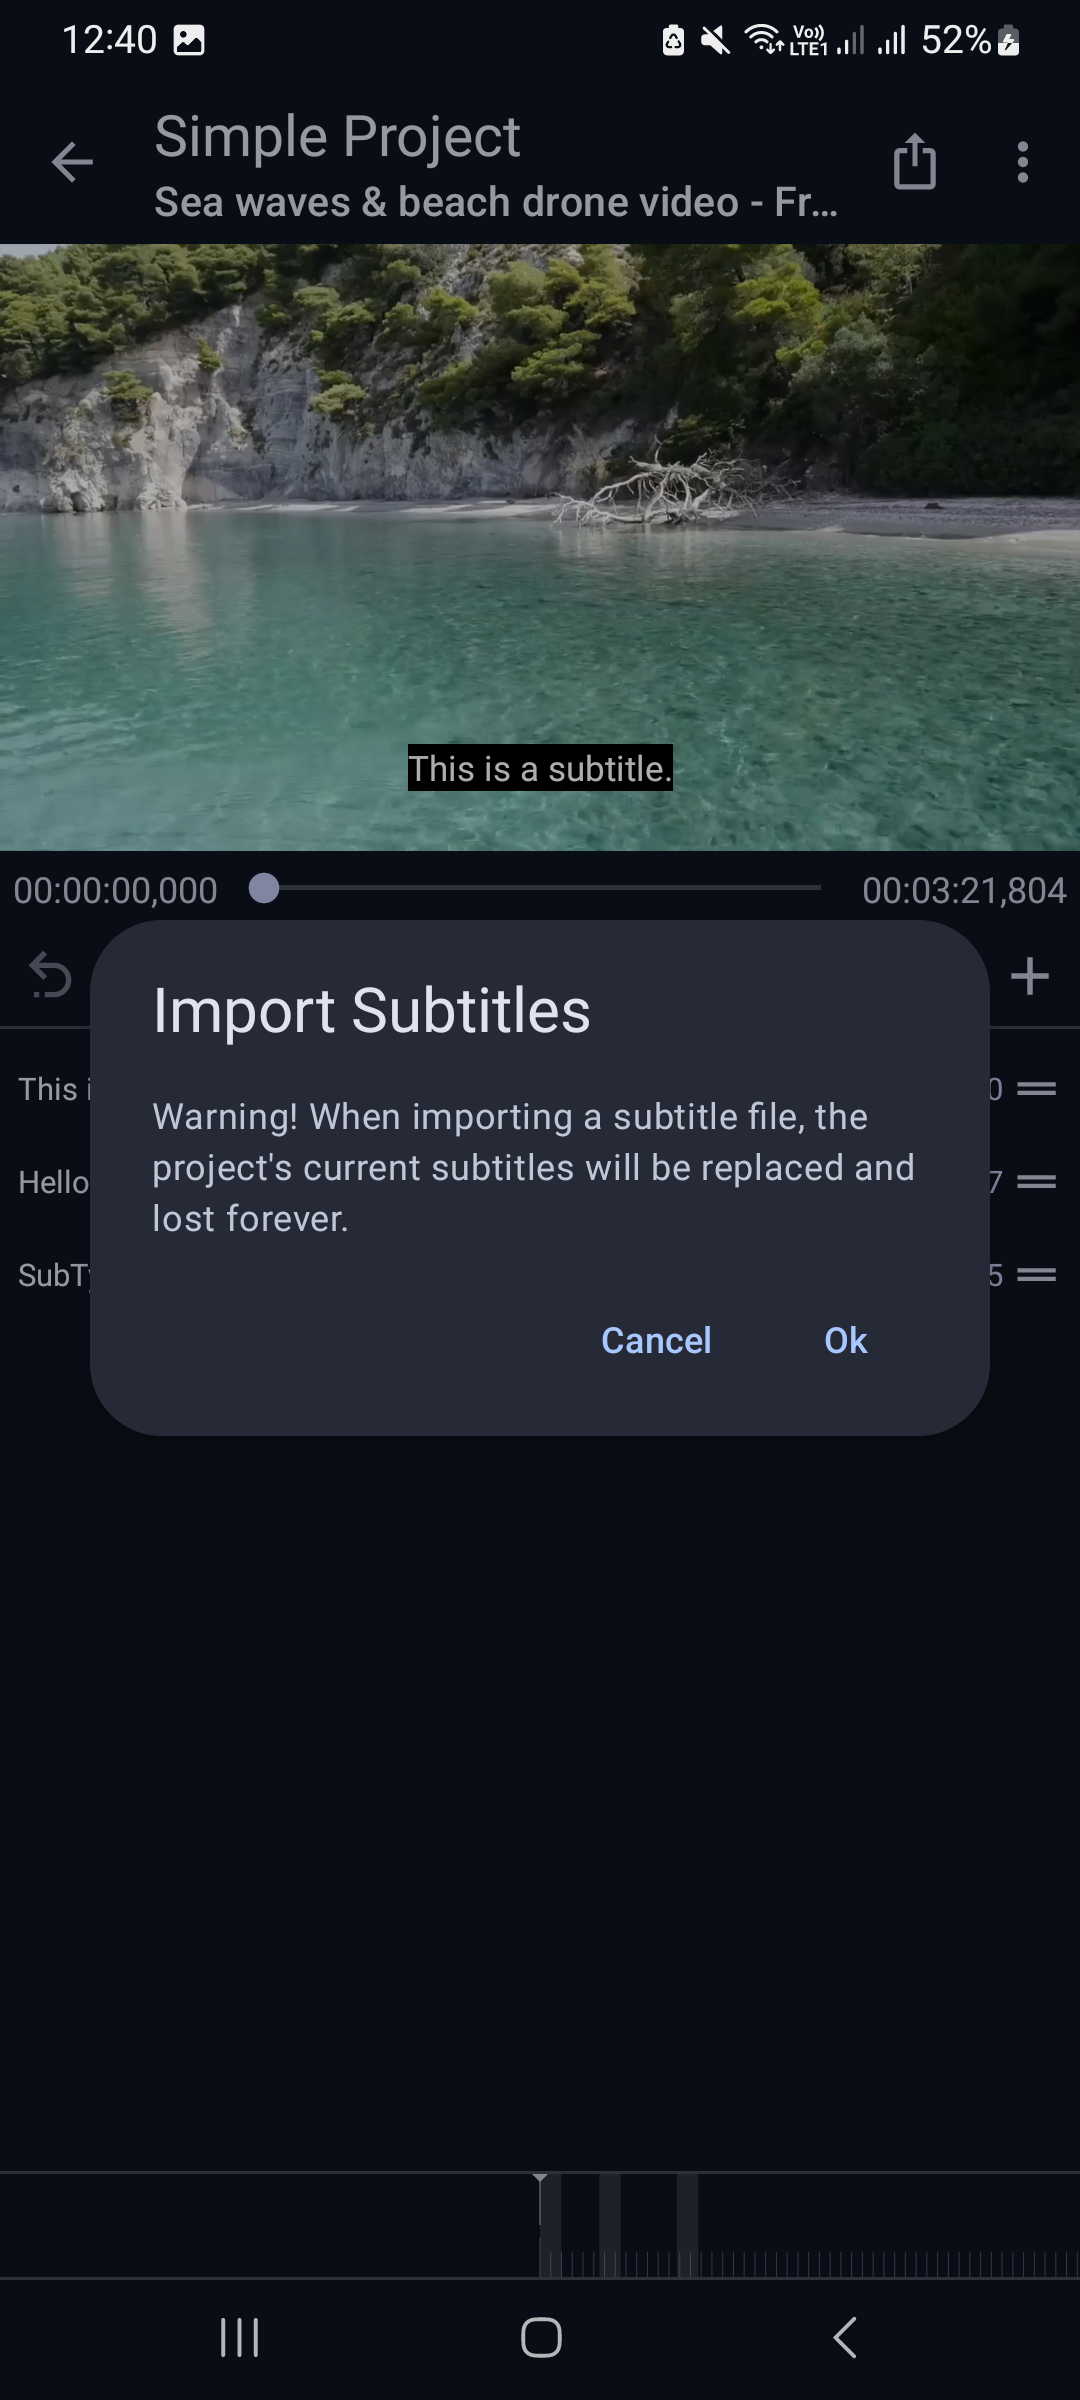 12:40
Vo)) LTE1 52%
Simple Project
Sea waves & beach drone video - Fr...
This is a subtitle.
00:00:00,000 00:03:21,804
Import Subtitles
Warning! When importing a subtitle file, the
project's current subtitles will be replaced and
lost forever.
Cancel Ok
This i 0
Hello 7
SubTy 5